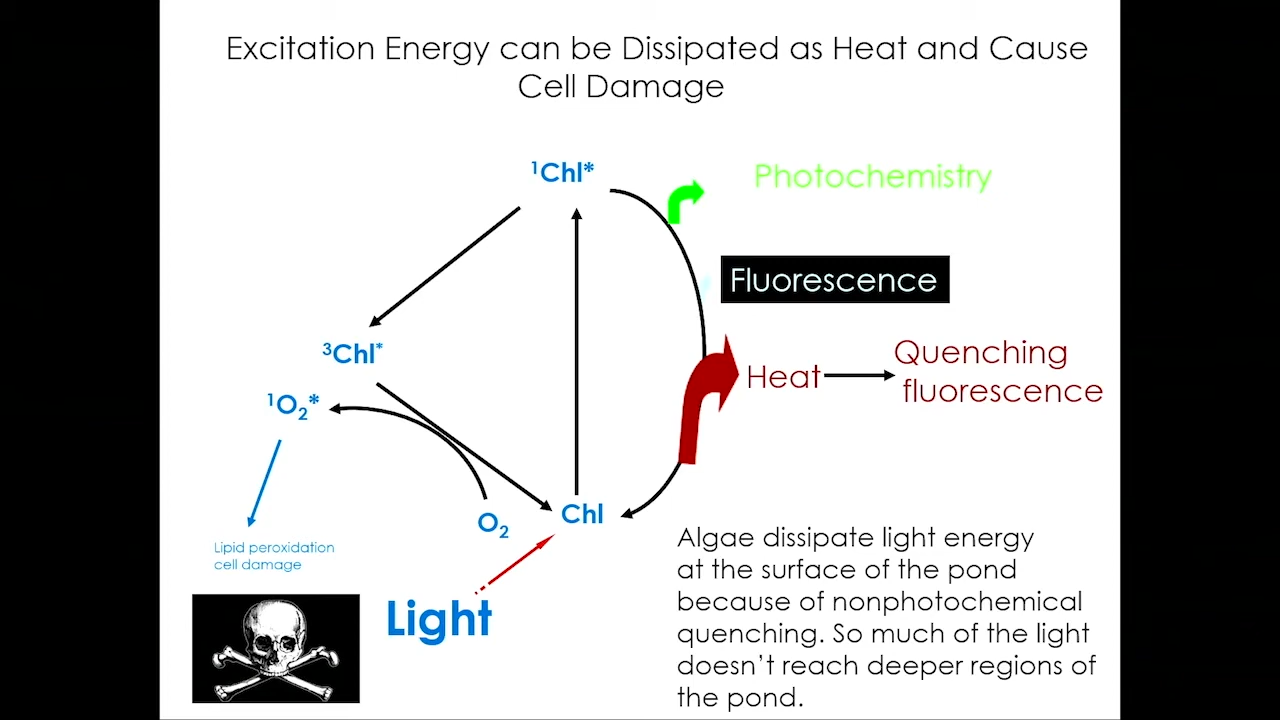 Excitation Energy can be Dissipated as Heat and Cause
Cell Damage
¹Chl*
Photochemistry
Fluorescence
³Chl*
Heat
Quenching
fluorescence
¹O₂*
O₂
Chl
Lipid peroxidation
cell damage
Light
Algae dissipate light energy
at the surface of the pond
because of nonphotochemical
quenching. So much of the light
doesn’t reach deeper regions of
the pond.